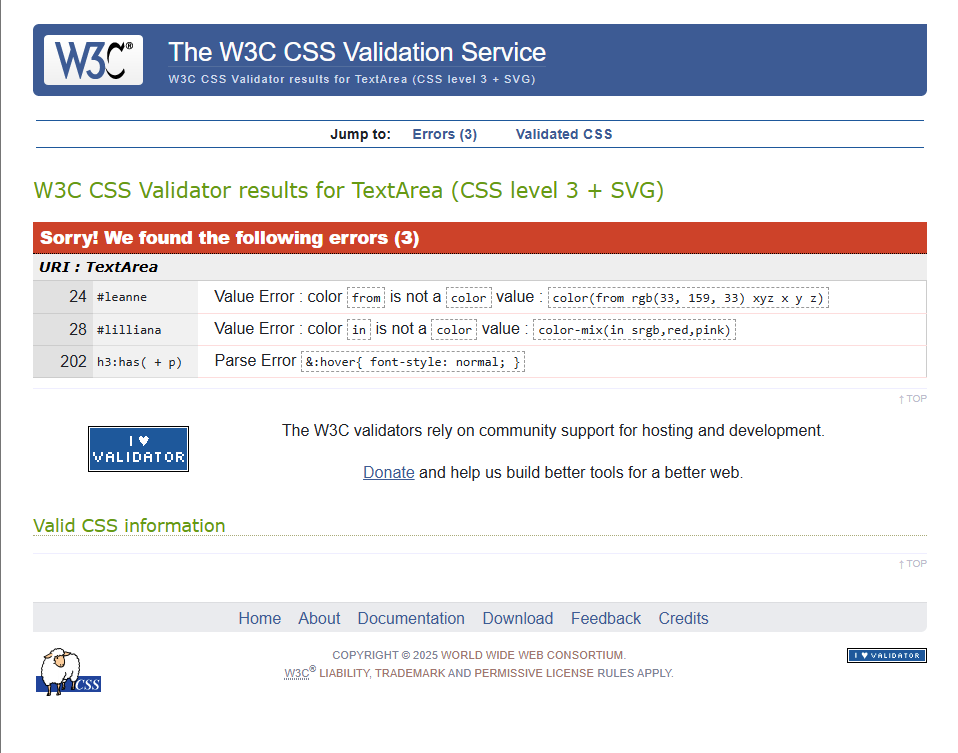 W3C®
The W3C CSS Validation Service
W3C CSS Validator results for TextArea (CSS level 3 + SVG)
Jump to: Errors (3) Validated CSS
W3C CSS Validator results for TextArea (CSS level 3 + SVG)
Sorry! We found the following errors (3)
URI : TextArea
24 #leanne Value Error : color from is not a color value : color(from rgb(33, 159, 33) xyz x y z)
28 #lilliana Value Error : color in is not a color value : color-mix(in srgb,red,pink)
202 h3:has( + p) Parse Error &:hover{ font-style: normal; }
↑ TOP
I ♥
VALIDATOR
The W3C validators rely on community support for hosting and development.
Donate and help us build better tools for a better web.
Valid CSS information
↑ TOP
Home About Documentation Download Feedback Credits
CSS
COPYRIGHT © 2025 WORLD WIDE WEB CONSORTIUM.
W3C® LIABILITY, TRADEMARK AND PERMISSIVE LICENSE RULES APPLY.
I ♥ VALIDATOR